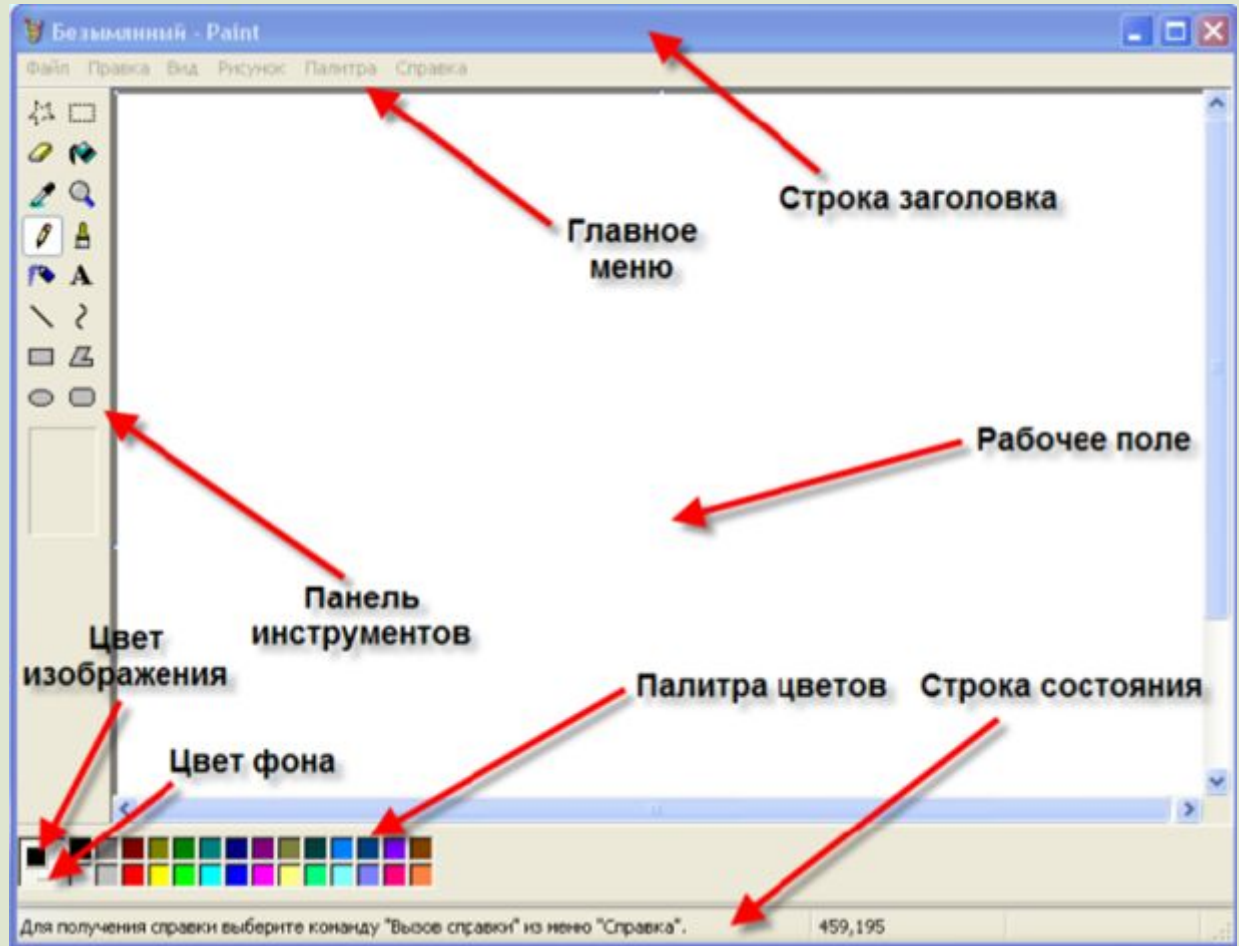 Безымянный - Paint
Файл Правка Вид Рисунок Палитра Справка
Строка заголовка
Главное
меню
A
Рабочее поле
Панель
инструментов
Цвет
изображения
Палитра цветов
Строка состояния
Цвет фона
Для получения справки выберите команду "Вызов справки" из меню "Справка".
459,195